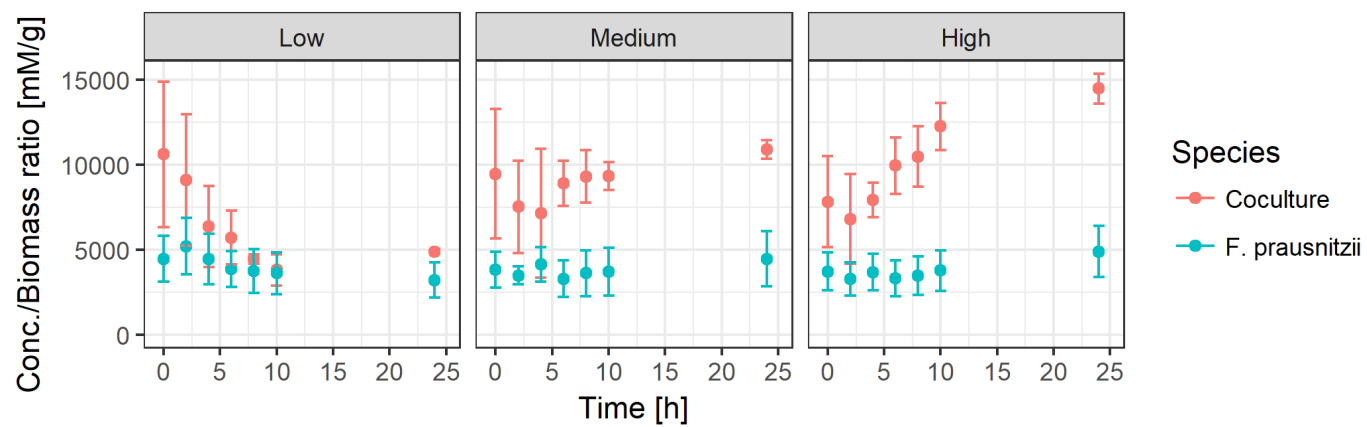 Low Medium High
Conc./Biomass ratio [mM/g]
15000
10000
5000
0
0 5 10 15 20 25 0 5 10 15 20 25 0 5 10 15 20 25
Time [h]
Species
Coculture
F. prausnitzii